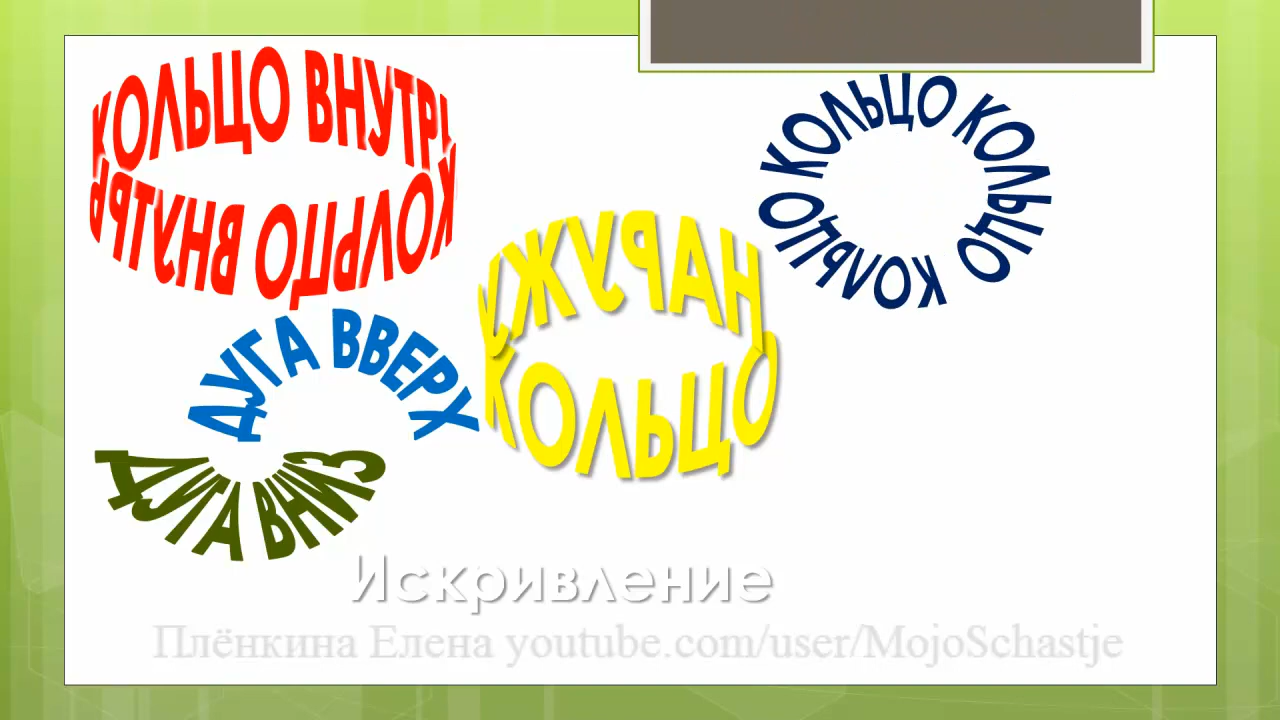 КОЛЬЦО ВНУТРЬ
КОЛЬЦО ВНУТРЬ
КОЛЬЦО КОЛЬЦО КОЛЬЦО КОЛЬЦО
НАРУЖУ
КОЛЬЦО
ДУГА ВВЕРХ
ДУГА ВНИЗ
Искривление
Плёнкина Елена youtube.com/user/MojoSchastje